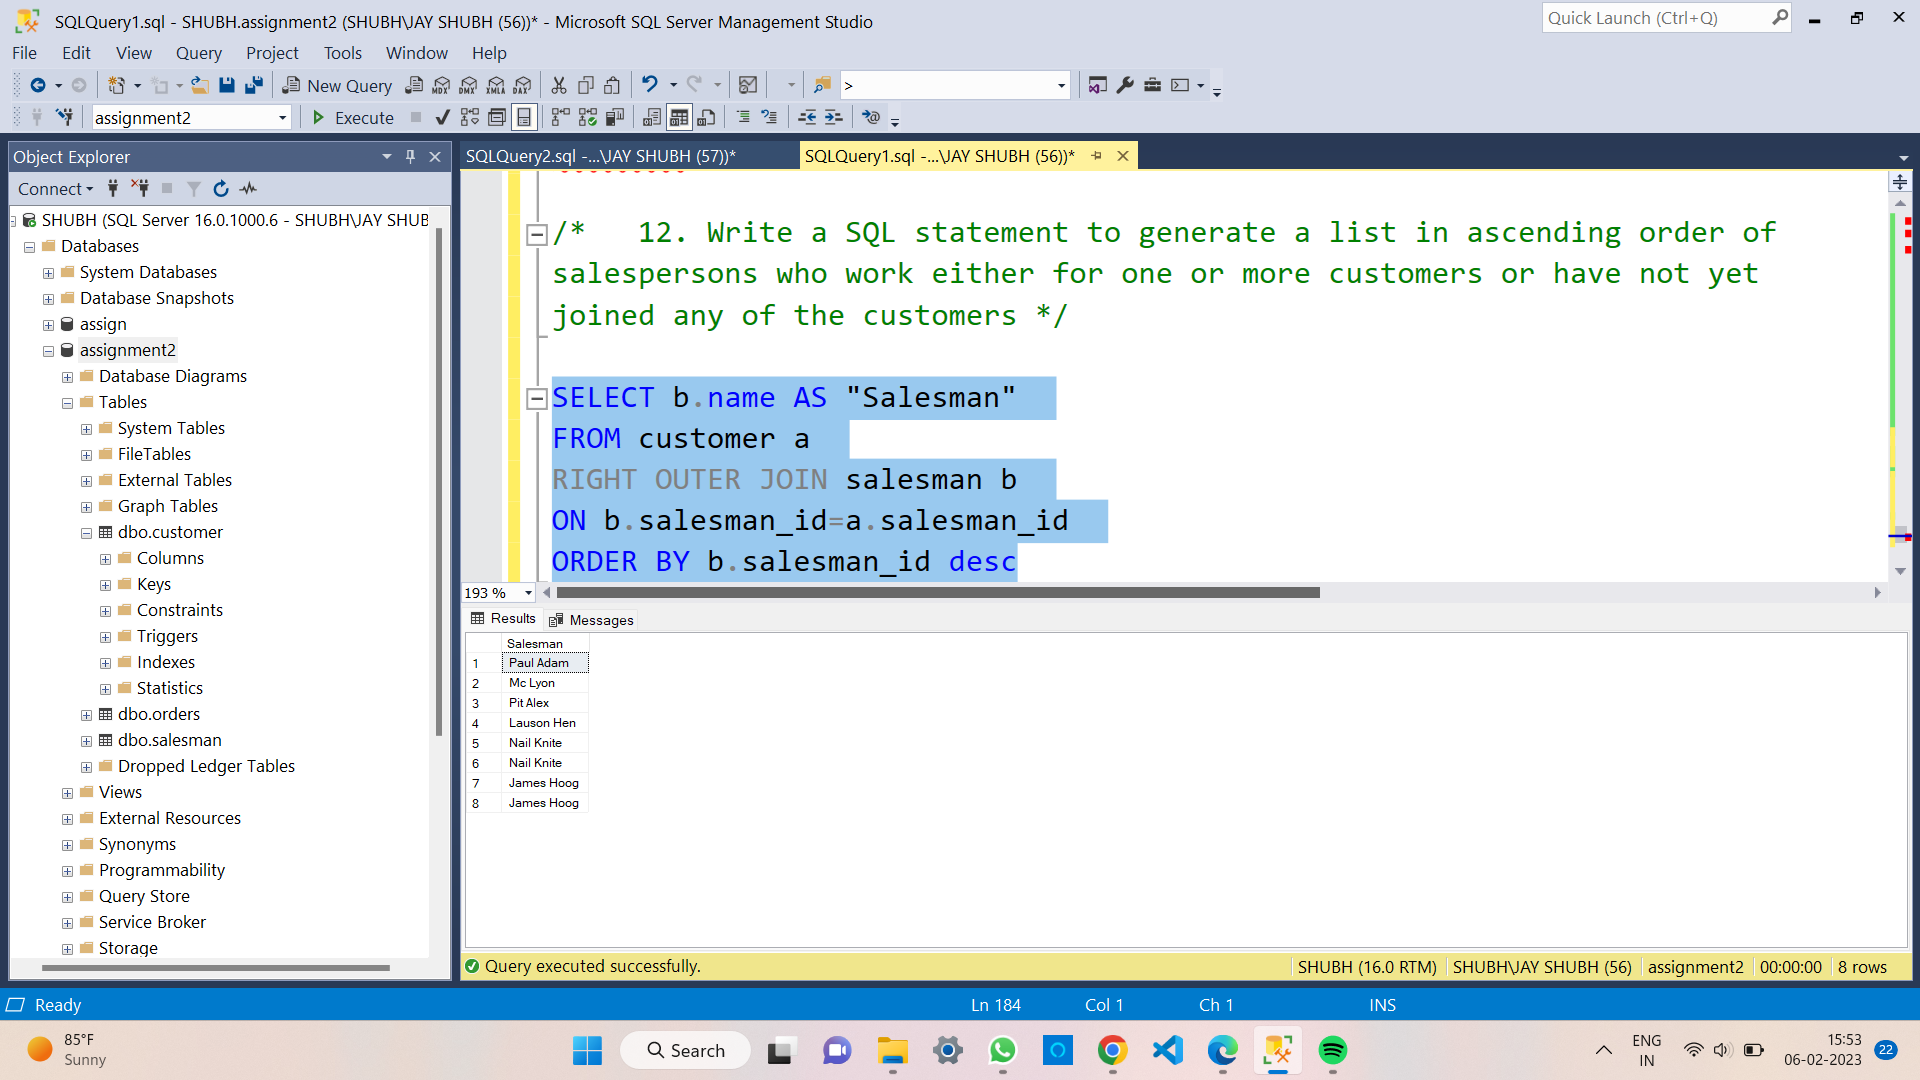 SQLQuery1.sql - SHUBH.assignment2 (SHUBH\JAY SHUBH (56))* - Microsoft SQL Server Management Studio
Quick Launch (Ctrl+Q)
File Edit View Query Project Tools Window Help
New Query MDX DMX XMLA DAX >
assignment2 Execute
Object Explorer
Connect
SHUBH (SQL Server 16.0.1000.6 - SHUBH\JAY SHUB
Databases
System Databases
Database Snapshots
assign
assignment2
Database Diagrams
Tables
System Tables
FileTables
External Tables
Graph Tables
dbo.customer
Columns
Keys
Constraints
Triggers
Indexes
Statistics
dbo.orders
dbo.salesman
Dropped Ledger Tables
Views
External Resources
Synonyms
Programmability
Query Store
Service Broker
Storage
SQLQuery2.sql -...\JAY SHUBH (57))* SQLQuery1.sql -...\JAY SHUBH (56))*
/* 12. Write a SQL statement to generate a list in ascending order of
salespersons who work either for one or more customers or have not yet
joined any of the customers */
SELECT b.name AS "Salesman"
FROM customer a
RIGHT OUTER JOIN salesman b
ON b.salesman_id=a.salesman_id
ORDER BY b.salesman_id desc
193 %
Results Messages
Salesman
1 Paul Adam
2 Mc Lyon
3 Pit Alex
4 Lauson Hen
5 Nail Knite
6 Nail Knite
7 James Hoog
8 James Hoog
Query executed successfully. SHUBH (16.0 RTM) SHUBH\JAY SHUBH (56) assignment2 00:00:00 8 rows
Ready Ln 184 Col 1 Ch 1 INS
85°F
Sunny
Search
ENG
IN
15:53
06-02-2023
22